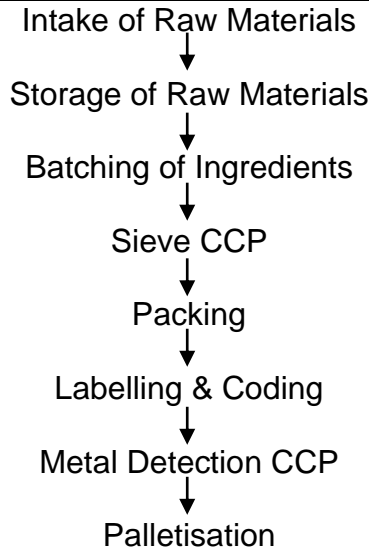 Intake of Raw Materials
Storage of Raw Materials
Batching of Ingredients
Sieve CCP
Packing
Labelling & Coding
Metal Detection CCP
Palletisation